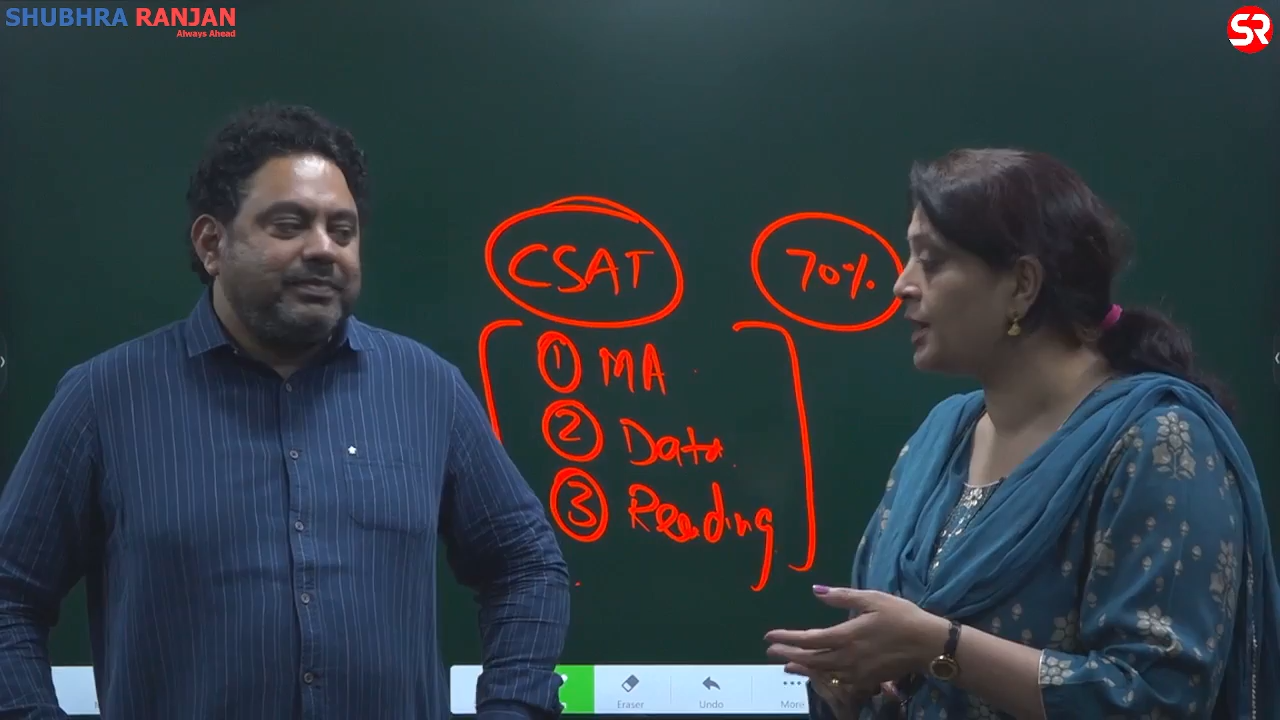 SHUBHRA RANJAN
Always Ahead
SR
CSAT
70%
① MA
② Data
③ Reading
Eraser
Undo
More